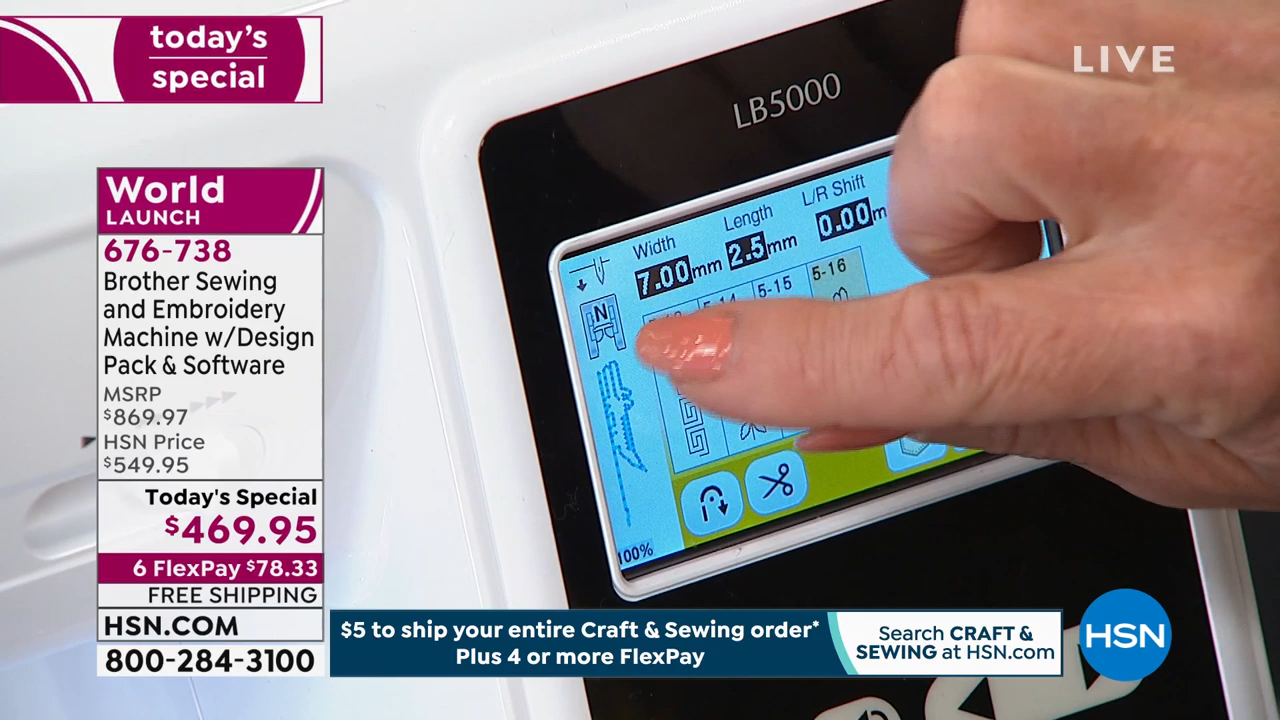 today's
special
LIVE
LB5000
World
LAUNCH
676-738
Brother Sewing
and Embroidery
Machine w/Design
Pack & Software
MSRP
$869.97
HSN Price
$549.95
Today's Special
$469.95
6 FlexPay $78.33
FREE SHIPPING
HSN.COM
800-284-3100
Width
7.00mm
Length
2.5mm
L/R Shift
0.00m
5-15
5-16
N
100%
$5 to ship your entire Craft & Sewing order*
Plus 4 or more FlexPay
Search CRAFT &
SEWING at HSN.com
HSN